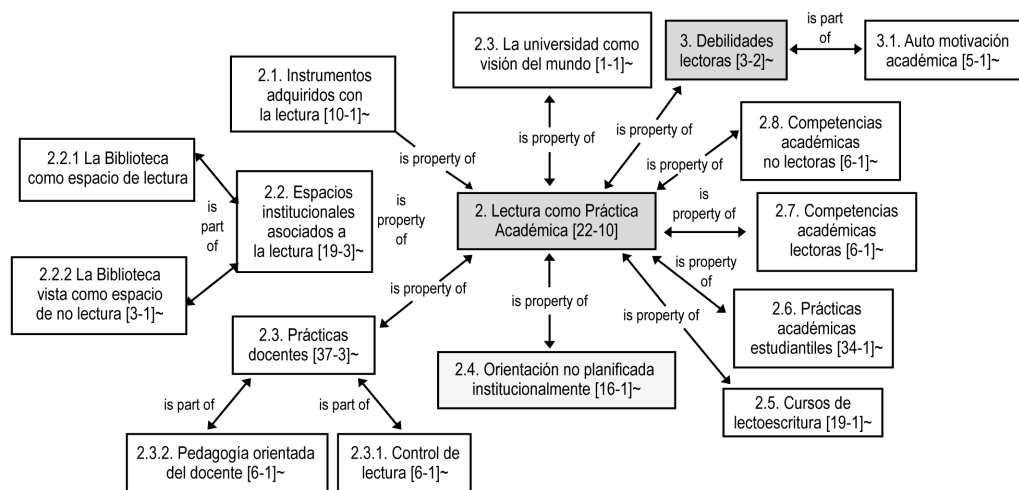 2.3. La universidad como
visión del mundo [1-1]~
3. Debilidades
lectoras [3-2]~
is part
of
3.1. Auto motivación
académica [5-1]~
2.1. Instrumentos
adquiridos con
la lectura [10-1]~
is property of
is property of
is property of
2.8. Competencias
académicas
no lectoras [6-1]~
is property of
2.2.1 La Biblioteca
como espacio de lectura
is
part
of
2.2. Espacios
institucionales
asociados a
la lectura [19-3]~
is
property
of
2. Lectura como Práctica
Académica [22-10]
is
property of
2.7. Competencias
académicas
lectoras [6-1]~
2.2.2 La Biblioteca
vista como espacio
de no lectura [3-1]~
is property of
is property of
is property
of
is property of
2.6. Prácticas
académicas
estudiantiles [34-1]~
2.3. Prácticas
docentes [37-3]~
2.4. Orientación no planificada
institucionalmente [16-1]~
2.5. Cursos de
lectoescritura [19-1]~
is part of
is part of
2.3.2. Pedagogía orientada
del docente [6-1]~
2.3.1. Control de
lectura [6-1]~